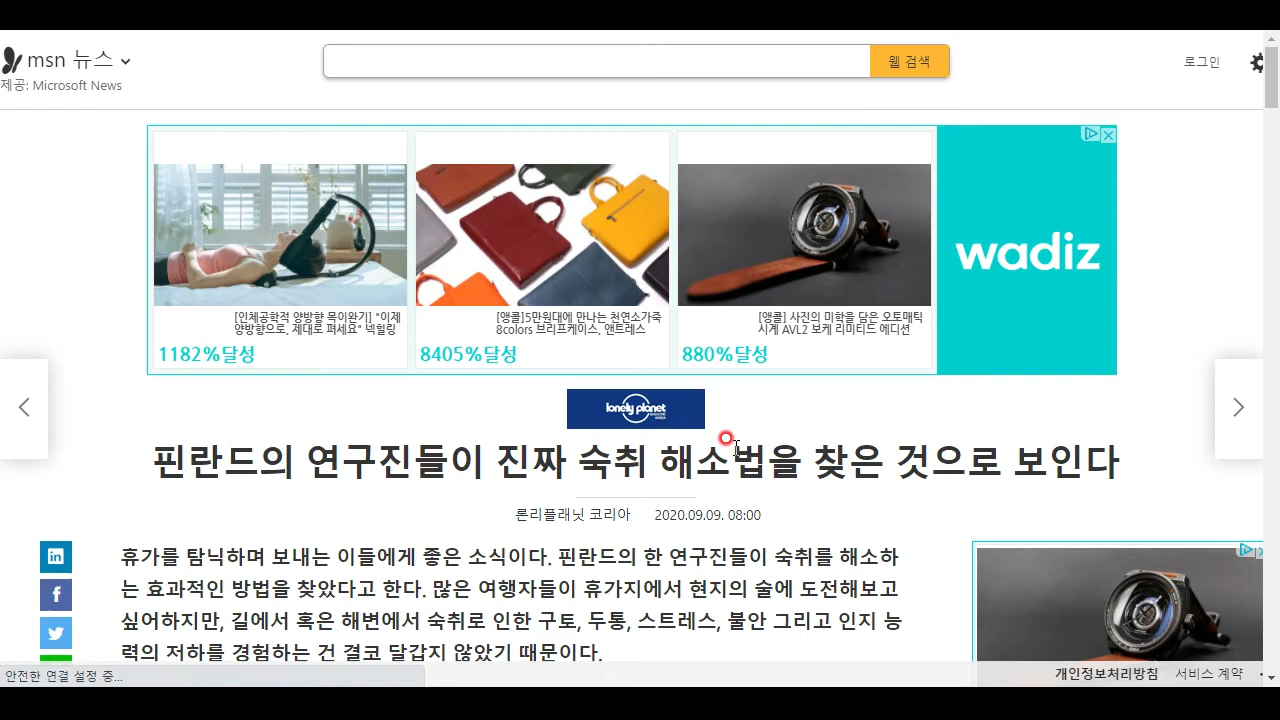 msn 뉴스
제공: Microsoft News
웹 검색
로그인
[인체공학적 양방향 목이완기] "이제
양방향으로, 제대로 펴세요" 넥힐링
1182%달성
[앵콜]5만원대에 만나는 천연소가죽
8colors 브리프케이스, 앤트레스
8405%달성
[앵콜] 사진의 미학을 담은 오토매틱
시계 AVL2 보케 리미티드 에디션
880%달성
wadiz
lonely planet
MAGAZINE KOREA
핀란드의 연구진들이 진짜 숙취 해소법을 찾은 것으로 보인다
론리플래닛 코리아 2020.09.09. 08:00
휴가를 탐닉하며 보내는 이들에게 좋은 소식이다. 핀란드의 한 연구진들이 숙취를 해소하
는 효과적인 방법을 찾았다고 한다. 많은 여행자들이 휴가지에서 현지의 술에 도전해보고
싶어하지만, 길에서 혹은 해변에서 숙취로 인한 구토, 두통, 스트레스, 불안 그리고 인지 능
력의 저하를 경험하는 건 결코 달갑지 않았기 때문이다.
안전한 연결 설정 중...
개인정보처리방침 서비스 계약